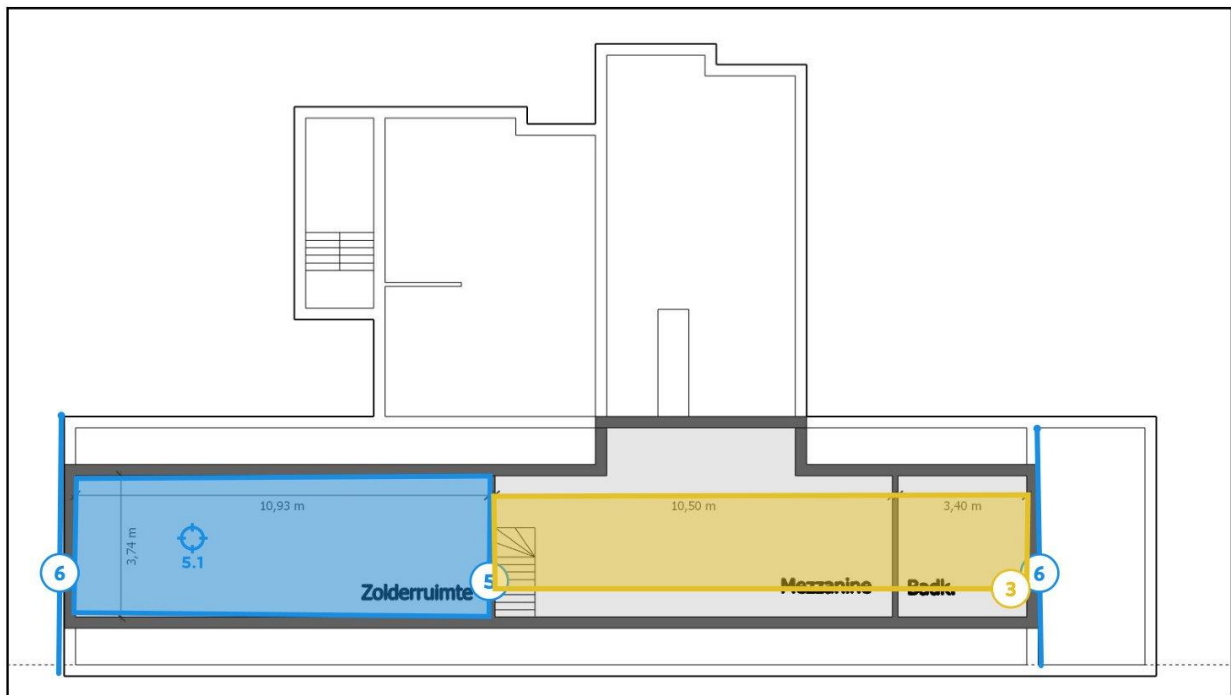 10,93 m
10,50 m
3,40 m
3,74 m
5.1
6
5
6
3
Zolderruimte
Mezzanine
Badk.